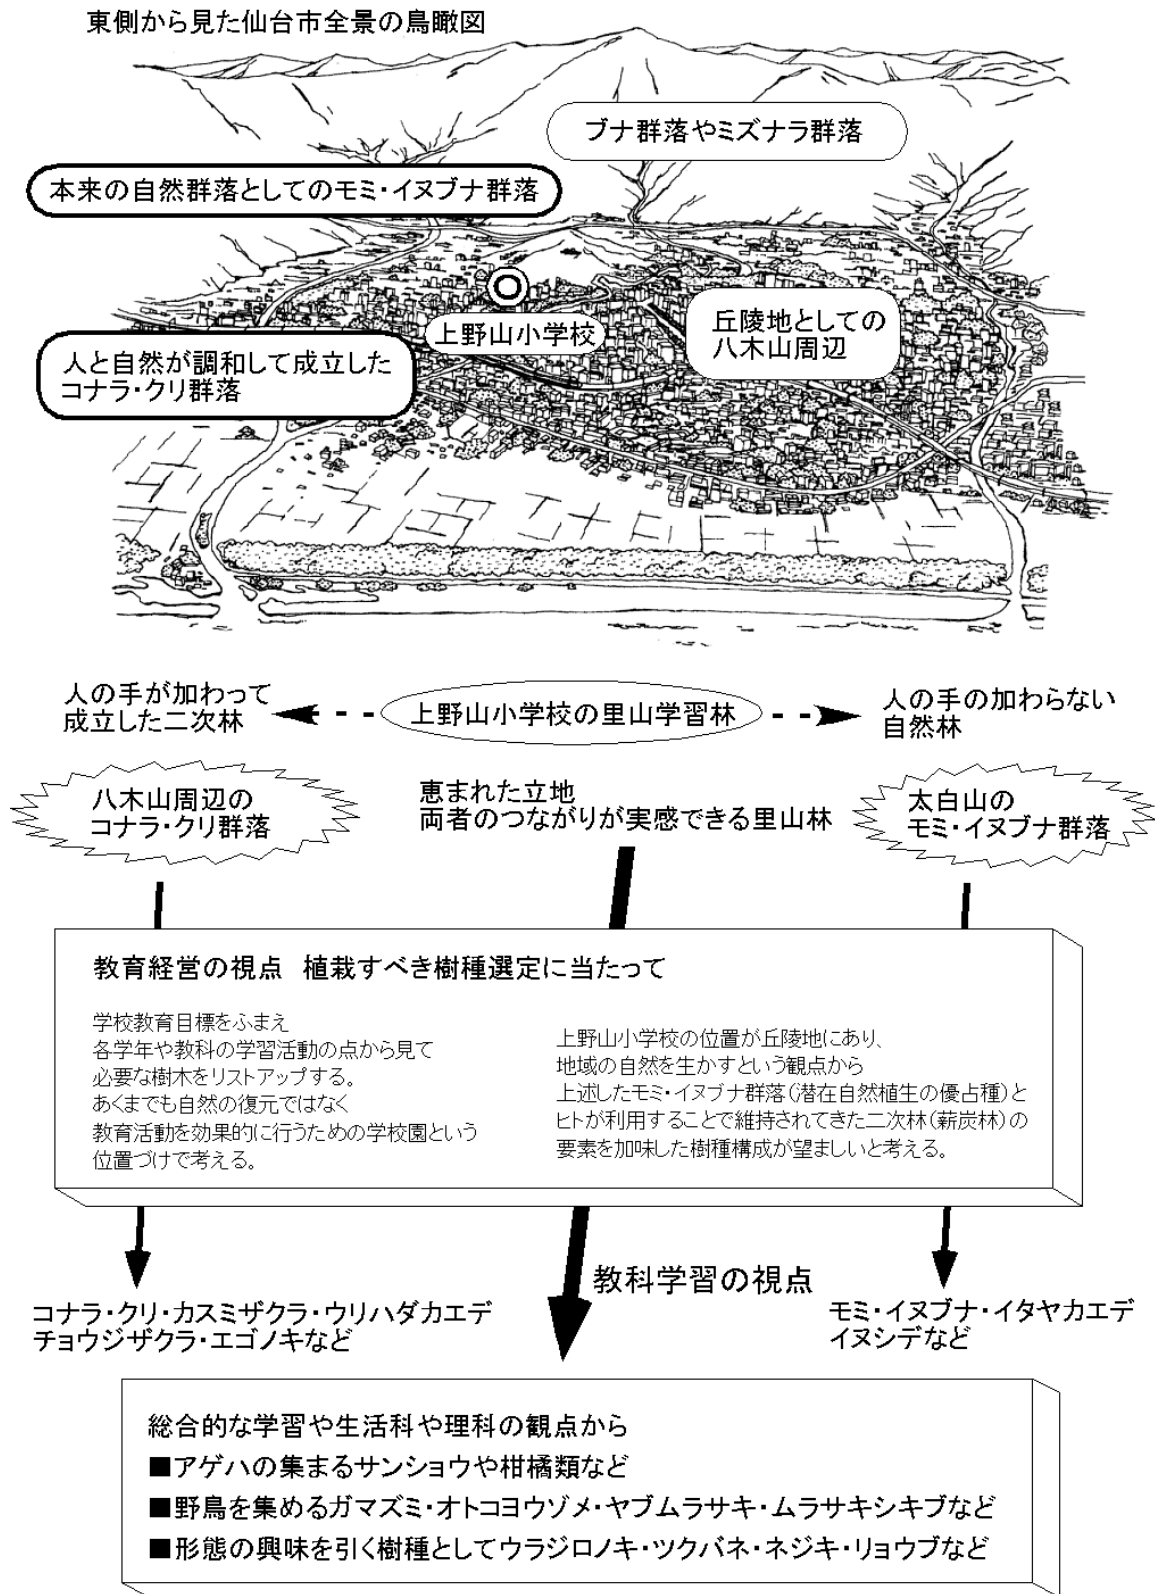 東側から見た仙台市全景の鳥瞰図
ブナ群落やミズナラ群落
本来の自然群落としてのモミ・イヌブナ群落
上野山小学校
丘陵地としての
八木山周辺
人と自然が調和して成立した
コナラ・クリ群落
人の手が加わって
成立した二次林
上野山小学校の里山学習林
人の手の加わらない
自然林
八木山周辺の
コナラ・クリ群落
恵まれた立地
両者のつながりが実感できる里山林
太白山の
モミ・イヌブナ群落
教育経営の視点 植栽すべき樹種選定に当たって
学校教育目標をふまえ
各学年や教科の学習活動の点から見て
必要な樹木をリストアップする。
あくまでも自然の復元ではなく
教育活動を効果的に行うための学校園という
位置づけで考える。
上野山小学校の位置が丘陵地にあり、
地域の自然を生かすという観点から
上述したモミ・イヌブナ群落(潜在自然植生の優占種)と
ヒトが利用することで維持されてきた二次林(薪炭林)の
要素を加味した樹種構成が望ましいと考える。
教科学習の視点
コナラ・クリ・カスミザクラ・ウリハダカエデ
チョウジザクラ・エゴノキなど
モミ・イヌブナ・イタヤカエデ
イヌシデなど
総合的な学習や生活科や理科の観点から
■アゲハの集まるサンショウや柑橘類など
■野鳥を集めるガマズミ・オトコヨウゾメ・ヤブムラサキ・ムラサキシキブなど
■形態の興味を引く樹種としてウラジロノキ・ツクバネ・ネジキ・リョウブなど